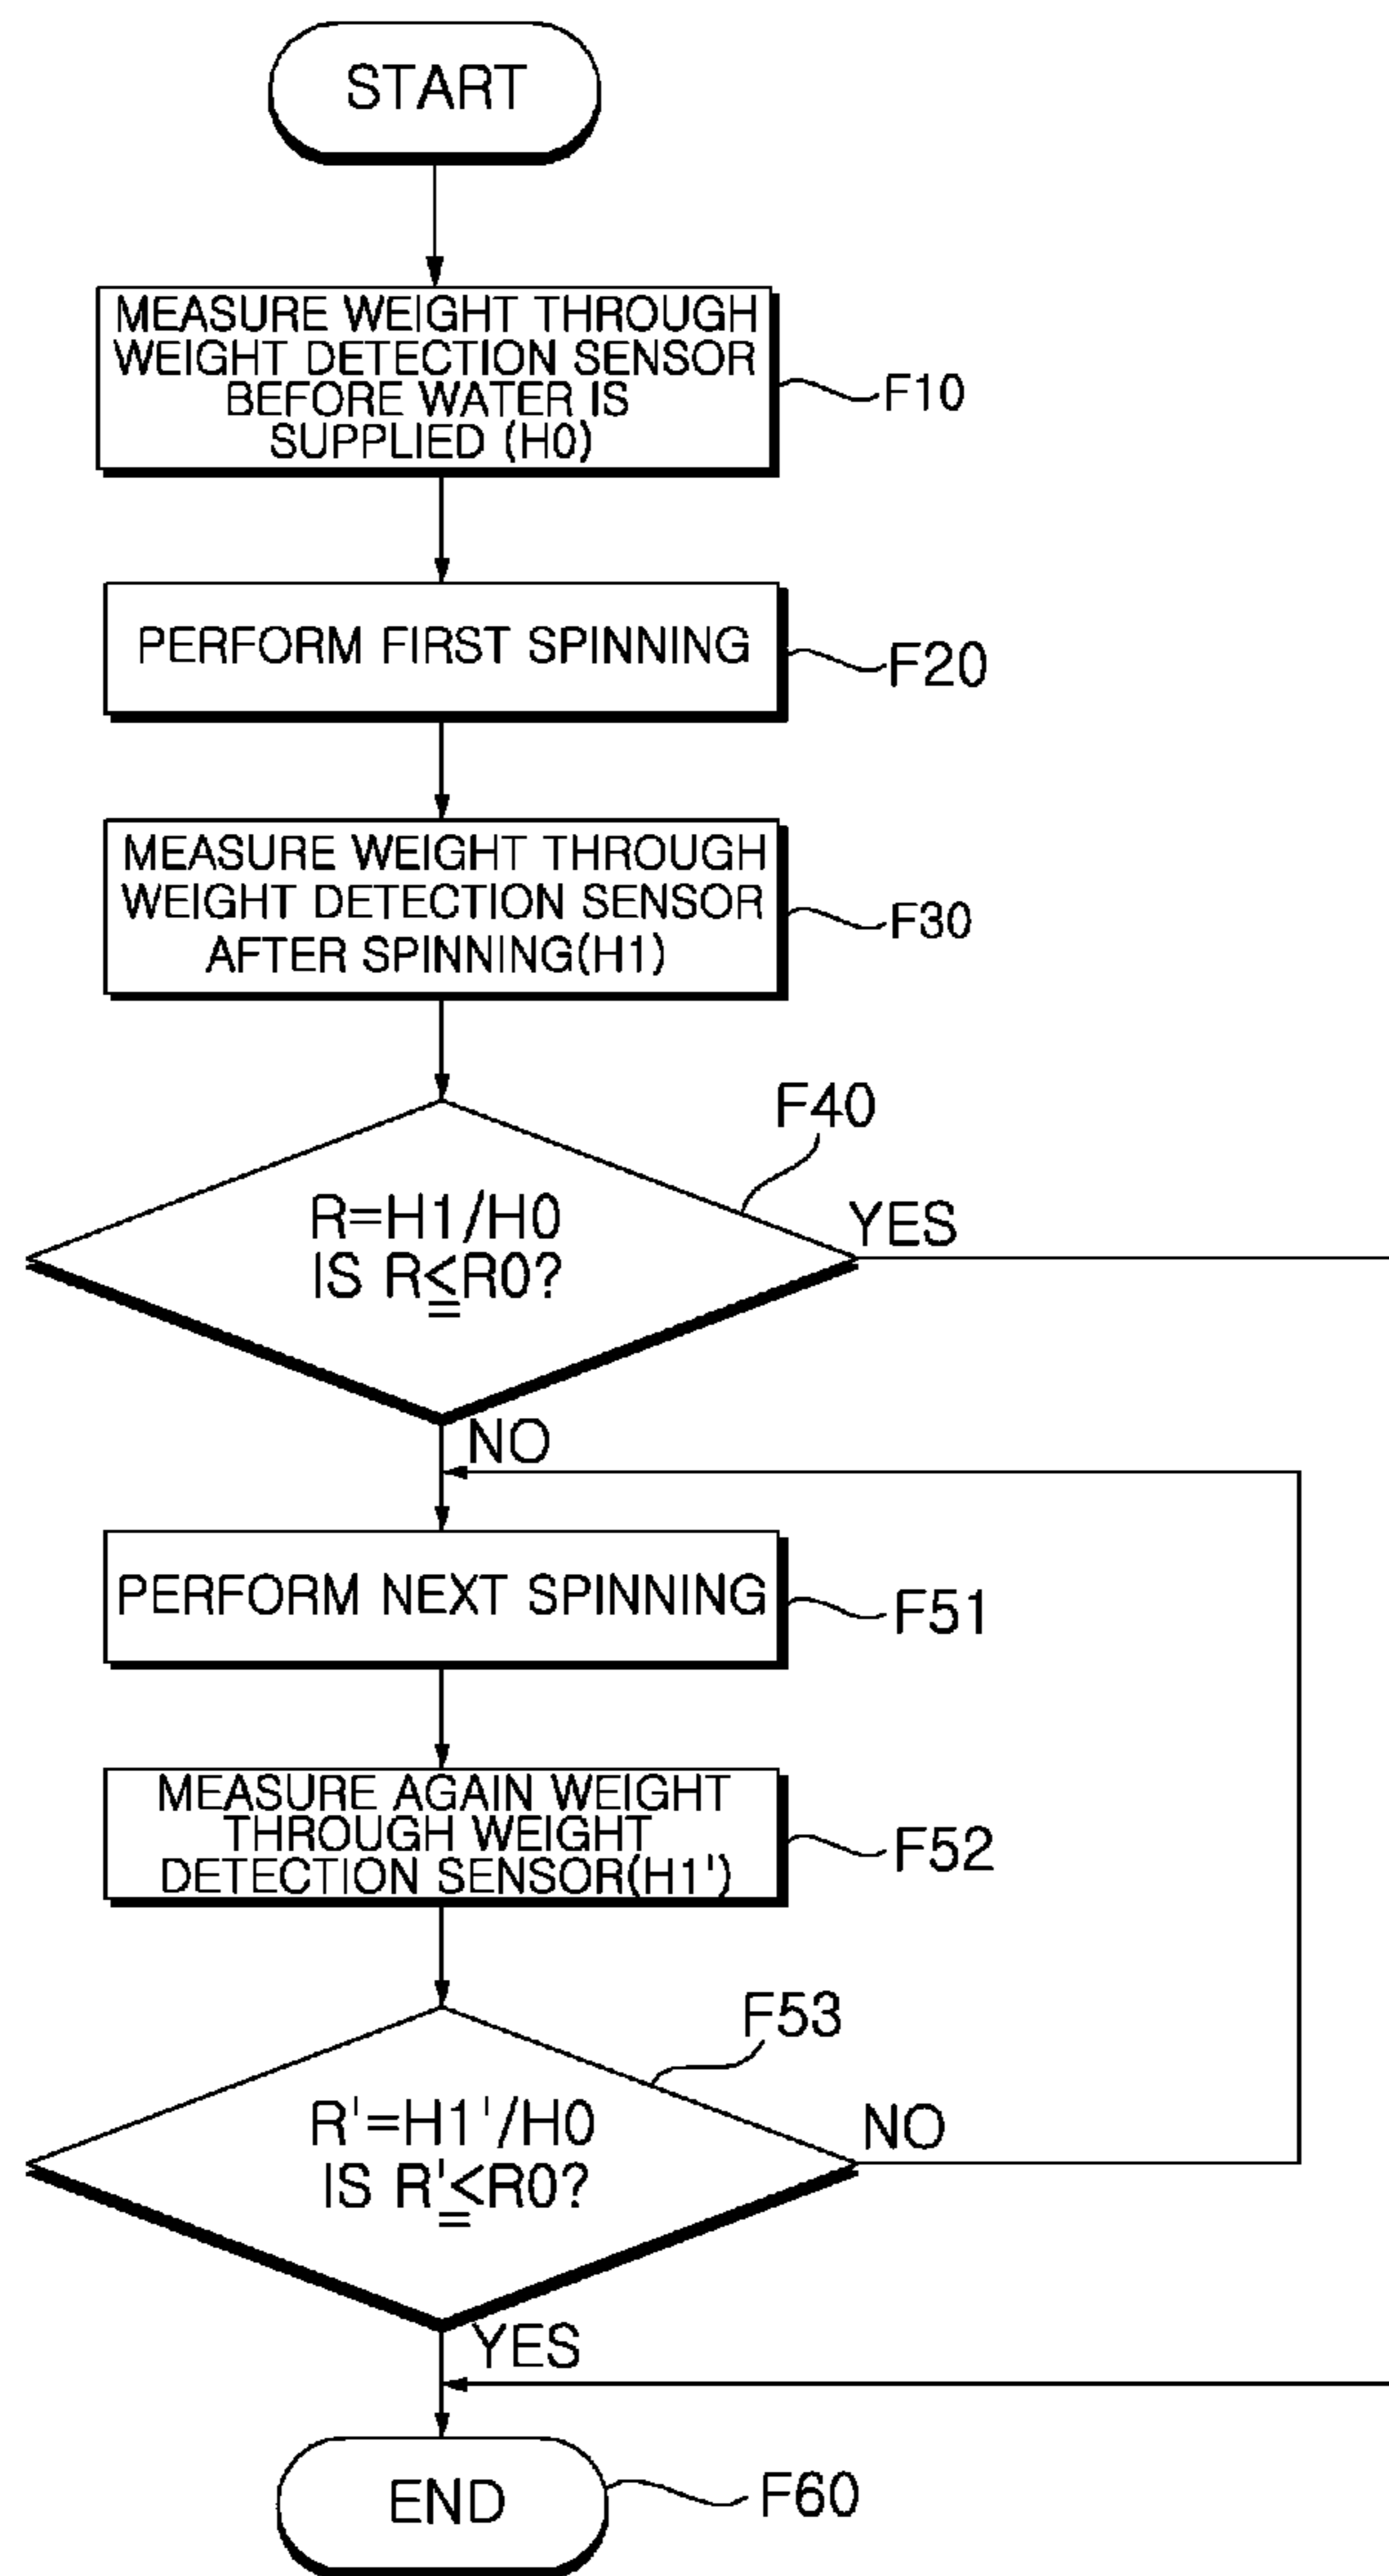 START
MEASURE WEIGHT THROUGH
WEIGHT DETECTION SENSOR
BEFORE WATER IS
SUPPLIED (H0)
F10
PERFORM FIRST SPINNING
F20
MEASURE WEIGHT THROUGH
WEIGHT DETECTION SENSOR
AFTER SPINNING(H1)
F30
F40
R=H1/H0
IS R≦R0?
YES
NO
PERFORM NEXT SPINNING
F51
MEASURE AGAIN WEIGHT
THROUGH WEIGHT
DETECTION SENSOR(H1')
F52
F53
R'=H1'/H0
IS R'≦R0?
NO
YES
END
F60